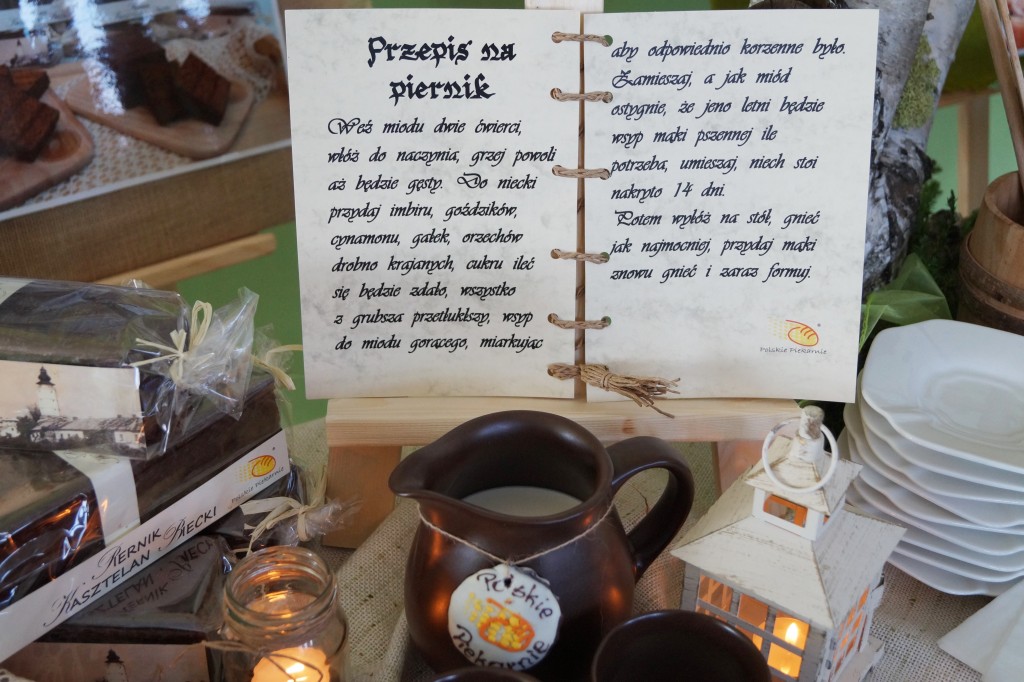 Przepis na
piernik
Weź miodu dwie ćwierci,
włóż do naczynia, grzej powoli
aż będzie gęsty. Do niecki
przydaj imbiru, goździków,
cynamonu, gałek, orzechów
drobno krajanych, cukru ileć
się będzie zdało, wszystko
z grubsza przetłukłszy, wsyp
do miodu gorącego, miarkując
aby odpowiednio korzenne było.
Zamieszaj, a jak miód
ostygnie, że jeno letni będzie
wsyp mąki pszennej ile
potrzeba, umieszaj, niech stoi
nakryto 14 dni.
Potem wyłóż na stół, gnieć
jak najmocniej, przydaj mąki
znowu gnieć i zaraz formuj.
Polskie Piekarnie
Polskie Piekarnie
PIERNIK
KASZTELAN BIECKI
Polskie
Piekarnie